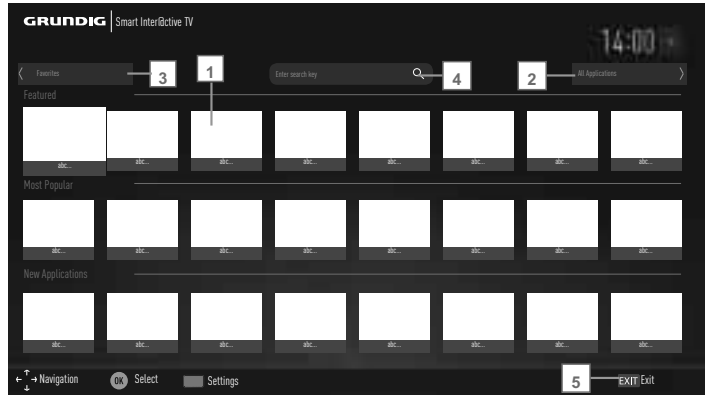 GRUNDIG Smart Inter@ctive TV
14:00
Favorites 3 1 Enter search key 4 2 All Applications
Featured
abc... abc... abc... abc... abc... abc... abc... abc...
Most Popular
abc... abc... abc... abc... abc... abc... abc... abc...
New Applications
abc... abc... abc... abc... abc... abc... abc... abc...
Navigation OK Select Settings 5 EXIT Exit